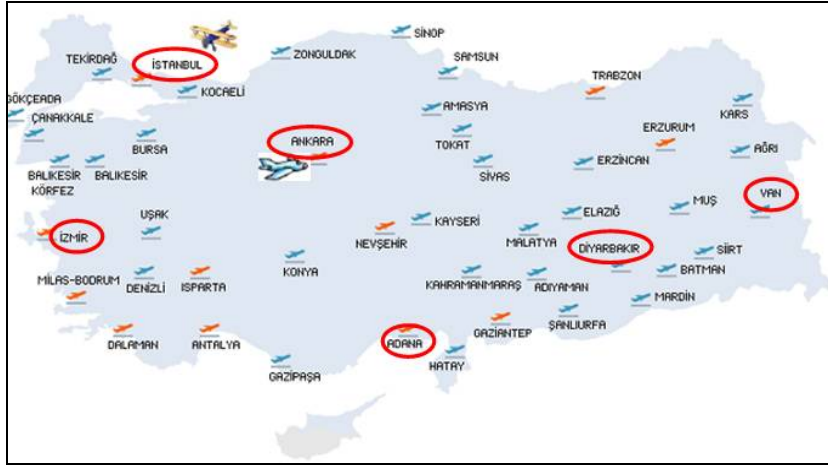 SİNOP
TEKİRDAĞ
İSTANBUL
ZONGULDAK
SAMSUN
TRABZON
KOCAELİ
GÖKÇEADA
ÇANAKKALE
AMASYA
KARS
ERZURUM
BURSA
ANKARA
TOKAT
AĞRI
ERZİNCAN
BALIKESİR
KÖRFEZ
BALIKESİR
SİVAS
VAN
MUŞ
UŞAK
İZMİR
KAYSERİ
ELAZIĞ
NEVŞEHİR
MALATYA
DİYARBAKIR
SİİRT
KONYA
BATMAN
MİLAS-BODRUM
DENİZLİ
ISPARTA
KAHRAMANMARAŞ
ADIYAMAN
MARDİN
DALAMAN
ANTALYA
ADANA
GAZİANTEP
ŞANLIURFA
HATAY
GAZİPAŞA